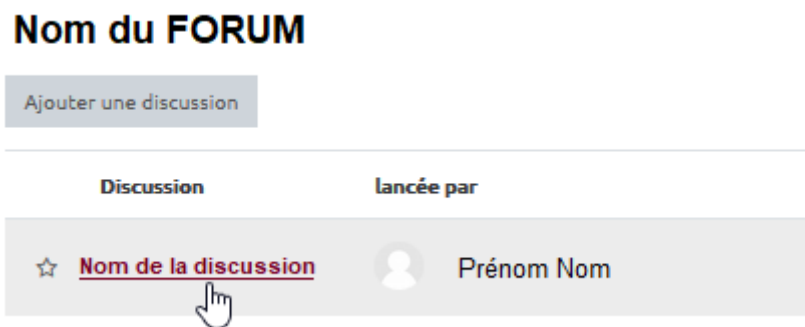 Nom du FORUM
Ajouter une discussion
Discussion lancée par
Nom de la discussion Prénom Nom